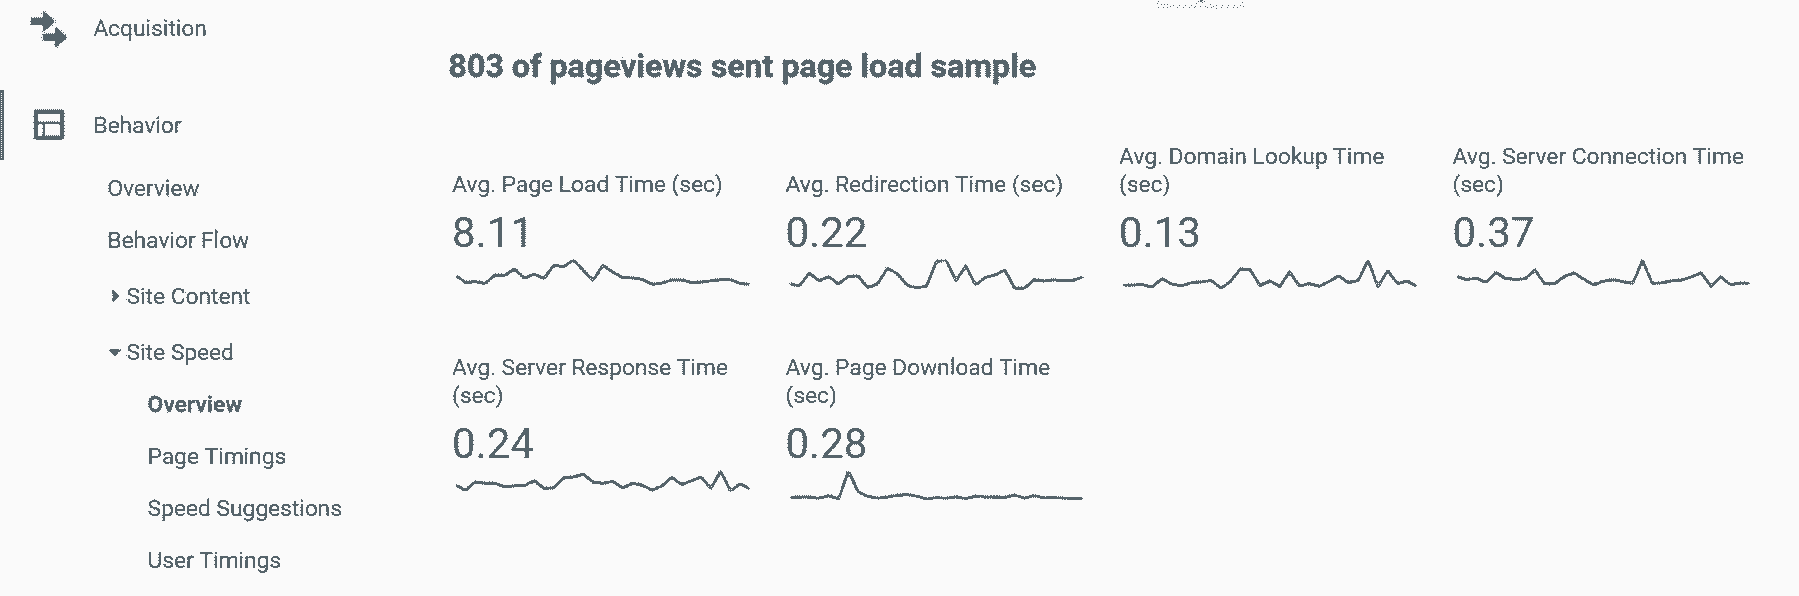 Acquisition
803 of pageviews sent page load sample
Behavior
Overview
Behavior Flow
Site Content
Site Speed
Overview
Page Timings
Speed Suggestions
User Timings
Avg. Page Load Time (sec)
8.11
Avg. Redirection Time (sec)
0.22
Avg. Domain Lookup Time
(sec)
0.13
Avg. Server Connection Time
(sec)
0.37
Avg. Server Response Time
(sec)
0.24
Avg. Page Download Time
(sec)
0.28